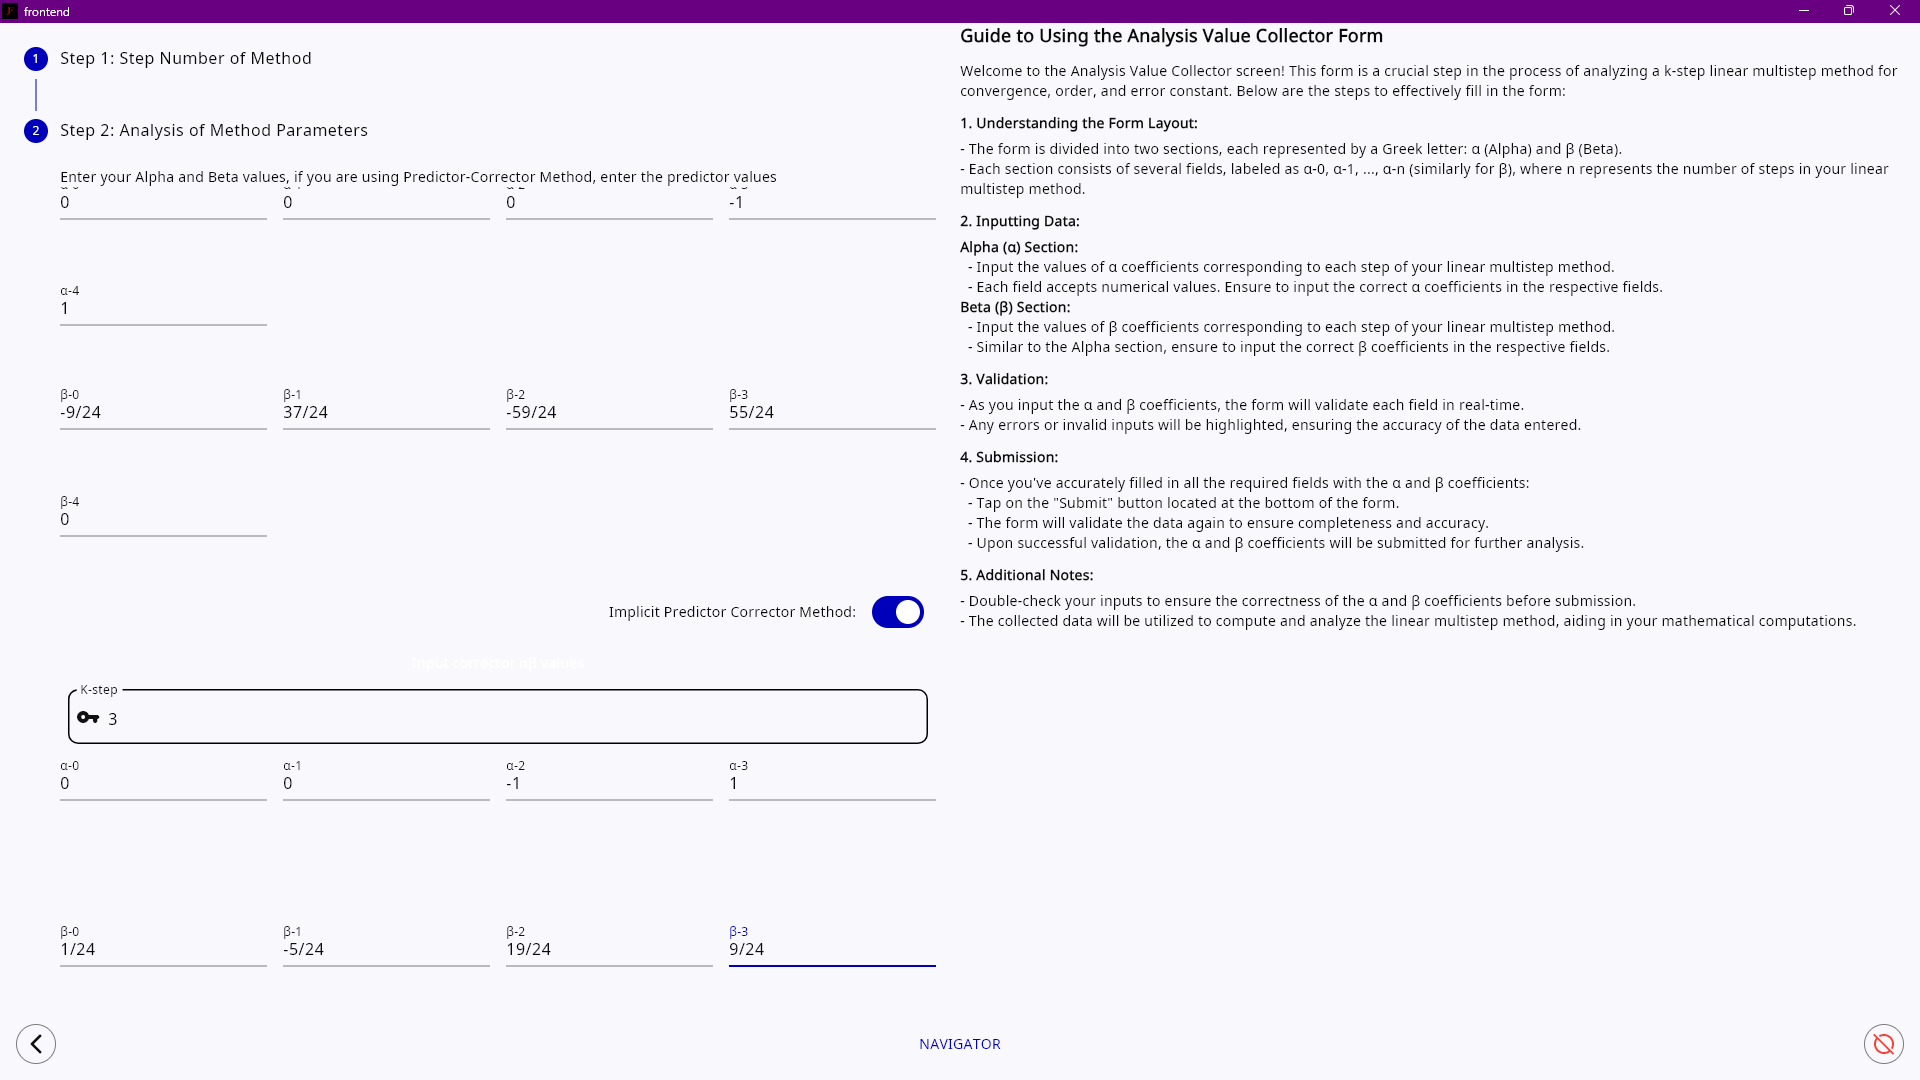 frontend
1 Step 1: Step Number of Method
2 Step 2: Analysis of Method Parameters
Enter your Alpha and Beta values, if you are using Predictor-Corrector Method, enter the predictor values
0 0 0 -1
α-4
1
β-0 β-1 β-2 β-3
-9/24 37/24 -59/24 55/24
β-4
0
Implicit Predictor Corrector Method:
Input corrector αβ values
K-step
3
α-0 α-1 α-2 α-3
0 0 -1 1
β-0 β-1 β-2 β-3
1/24 -5/24 19/24 9/24
Guide to Using the Analysis Value Collector Form
Welcome to the Analysis Value Collector screen! This form is a crucial step in the process of analyzing a k-step linear multistep method for
convergence, order, and error constant. Below are the steps to effectively fill in the form:
1. Understanding the Form Layout:
- The form is divided into two sections, each represented by a Greek letter: α (Alpha) and β (Beta).
- Each section consists of several fields, labeled as α-0, α-1, ..., α-n (similarly for β), where n represents the number of steps in your linear
multistep method.
2. Inputting Data:
Alpha (α) Section:
- Input the values of α coefficients corresponding to each step of your linear multistep method.
- Each field accepts numerical values. Ensure to input the correct α coefficients in the respective fields.
Beta (β) Section:
- Input the values of β coefficients corresponding to each step of your linear multistep method.
- Similar to the Alpha section, ensure to input the correct β coefficients in the respective fields.
3. Validation:
- As you input the α and β coefficients, the form will validate each field in real-time.
- Any errors or invalid inputs will be highlighted, ensuring the accuracy of the data entered.
4. Submission:
- Once you've accurately filled in all the required fields with the α and β coefficients:
- Tap on the "Submit" button located at the bottom of the form.
- The form will validate the data again to ensure completeness and accuracy.
- Upon successful validation, the α and β coefficients will be submitted for further analysis.
5. Additional Notes:
- Double-check your inputs to ensure the correctness of the α and β coefficients before submission.
- The collected data will be utilized to compute and analyze the linear multistep method, aiding in your mathematical computations.
NAVIGATOR